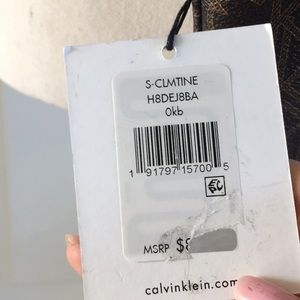 S-CLMTINE
H8DEJ8BA
0kb
1 91797 15700 5
MSRP
calvinklein.com